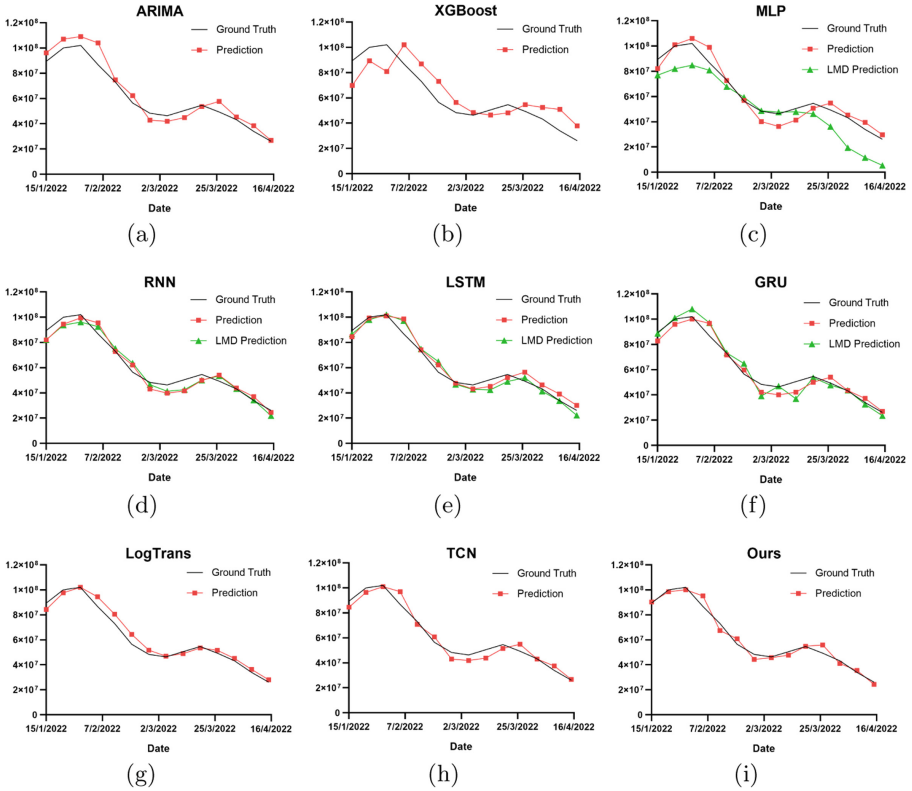 ARIMA
1.2×10⁸
1×10⁸
8×10⁷
6×10⁷
4×10⁷
2×10⁷
0
Ground Truth
Prediction
15/1/2022 7/2/2022 2/3/2022 25/3/2022 16/4/2022
Date
(a)
XGBoost
1.2×10⁸
1×10⁸
8×10⁷
6×10⁷
4×10⁷
2×10⁷
0
Ground Truth
Prediction
15/1/2022 7/2/2022 2/3/2022 25/3/2022 16/4/2022
Date
(b)
MLP
1.2×10⁸
1×10⁸
8×10⁷
6×10⁷
4×10⁷
2×10⁷
0
Ground Truth
Prediction
LMD Prediction
15/1/2022 7/2/2022 2/3/2022 25/3/2022 16/4/2022
Date
(c)
RNN
1.2×10⁸
1×10⁸
8×10⁷
6×10⁷
4×10⁷
2×10⁷
0
Ground Truth
Prediction
LMD Prediction
15/1/2022 7/2/2022 2/3/2022 25/3/2022 16/4/2022
Date
(d)
LSTM
1.2×10⁸
1×10⁸
8×10⁷
6×10⁷
4×10⁷
2×10⁷
0
Ground Truth
Prediction
LMD Prediction
15/1/2022 7/2/2022 2/3/2022 25/3/2022 16/4/2022
Date
(e)
GRU
1.2×10⁸
1×10⁸
8×10⁷
6×10⁷
4×10⁷
2×10⁷
0
Ground Truth
Prediction
LMD Prediction
15/1/2022 7/2/2022 2/3/2022 25/3/2022 16/4/2022
Date
(f)
LogTrans
1.2×10⁸
1×10⁸
8×10⁷
6×10⁷
4×10⁷
2×10⁷
0
Ground Truth
Prediction
15/1/2022 7/2/2022 2/3/2022 25/3/2022 16/4/2022
Date
(g)
TCN
1.2×10⁸
1×10⁸
8×10⁷
6×10⁷
4×10⁷
2×10⁷
0
Ground Truth
Prediction
15/1/2022 7/2/2022 2/3/2022 25/3/2022 16/4/2022
Date
(h)
Ours
1.2×10⁸
1×10⁸
8×10⁷
6×10⁷
4×10⁷
2×10⁷
0
Ground Truth
Prediction
15/1/2022 7/2/2022 2/3/2022 25/3/2022 16/4/2022
Date
(i)